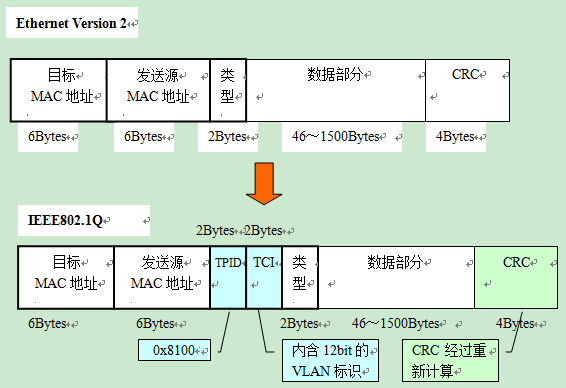 Ethernet Version 2
目标 发送源 类 数据部分 CRC
MAC 地址 MAC 地址 型
6Bytes 6Bytes 2Bytes 46～1500Bytes 4Bytes
IEEE802.1Q
2Bytes 2Bytes
目标 发送源 TPID TCI 类 数据部分 CRC
MAC 地址 MAC 地址 型
6Bytes 6Bytes 2Bytes 46～1500Bytes 4Bytes
0x8100 内含 12bit 的 CRC 经过重
VLAN 标识 新计算